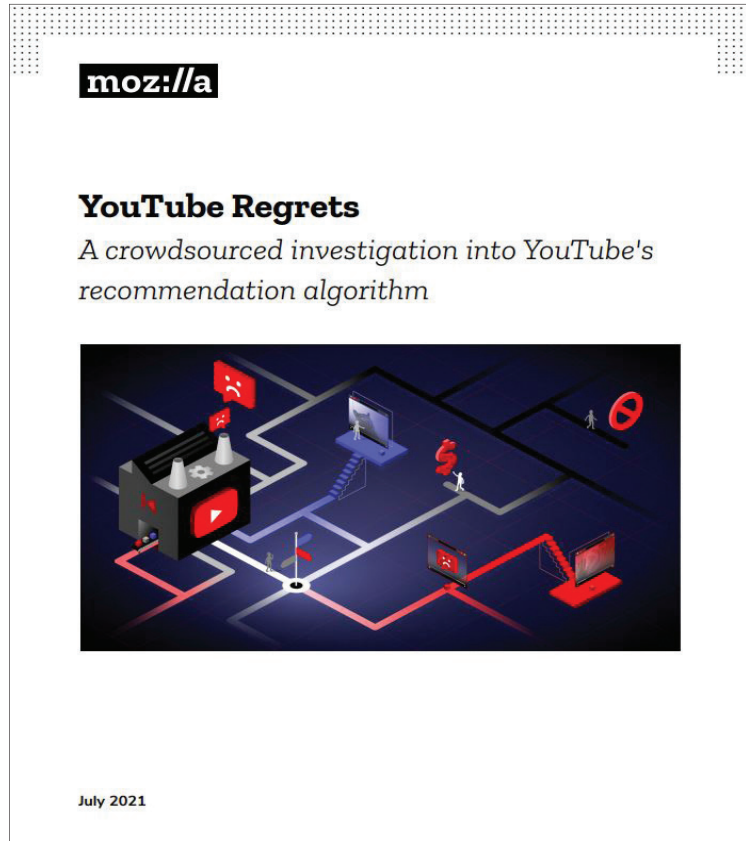 moz://a
YouTube Regrets
A crowdsourced investigation into YouTube's
recommendation algorithm
July 2021